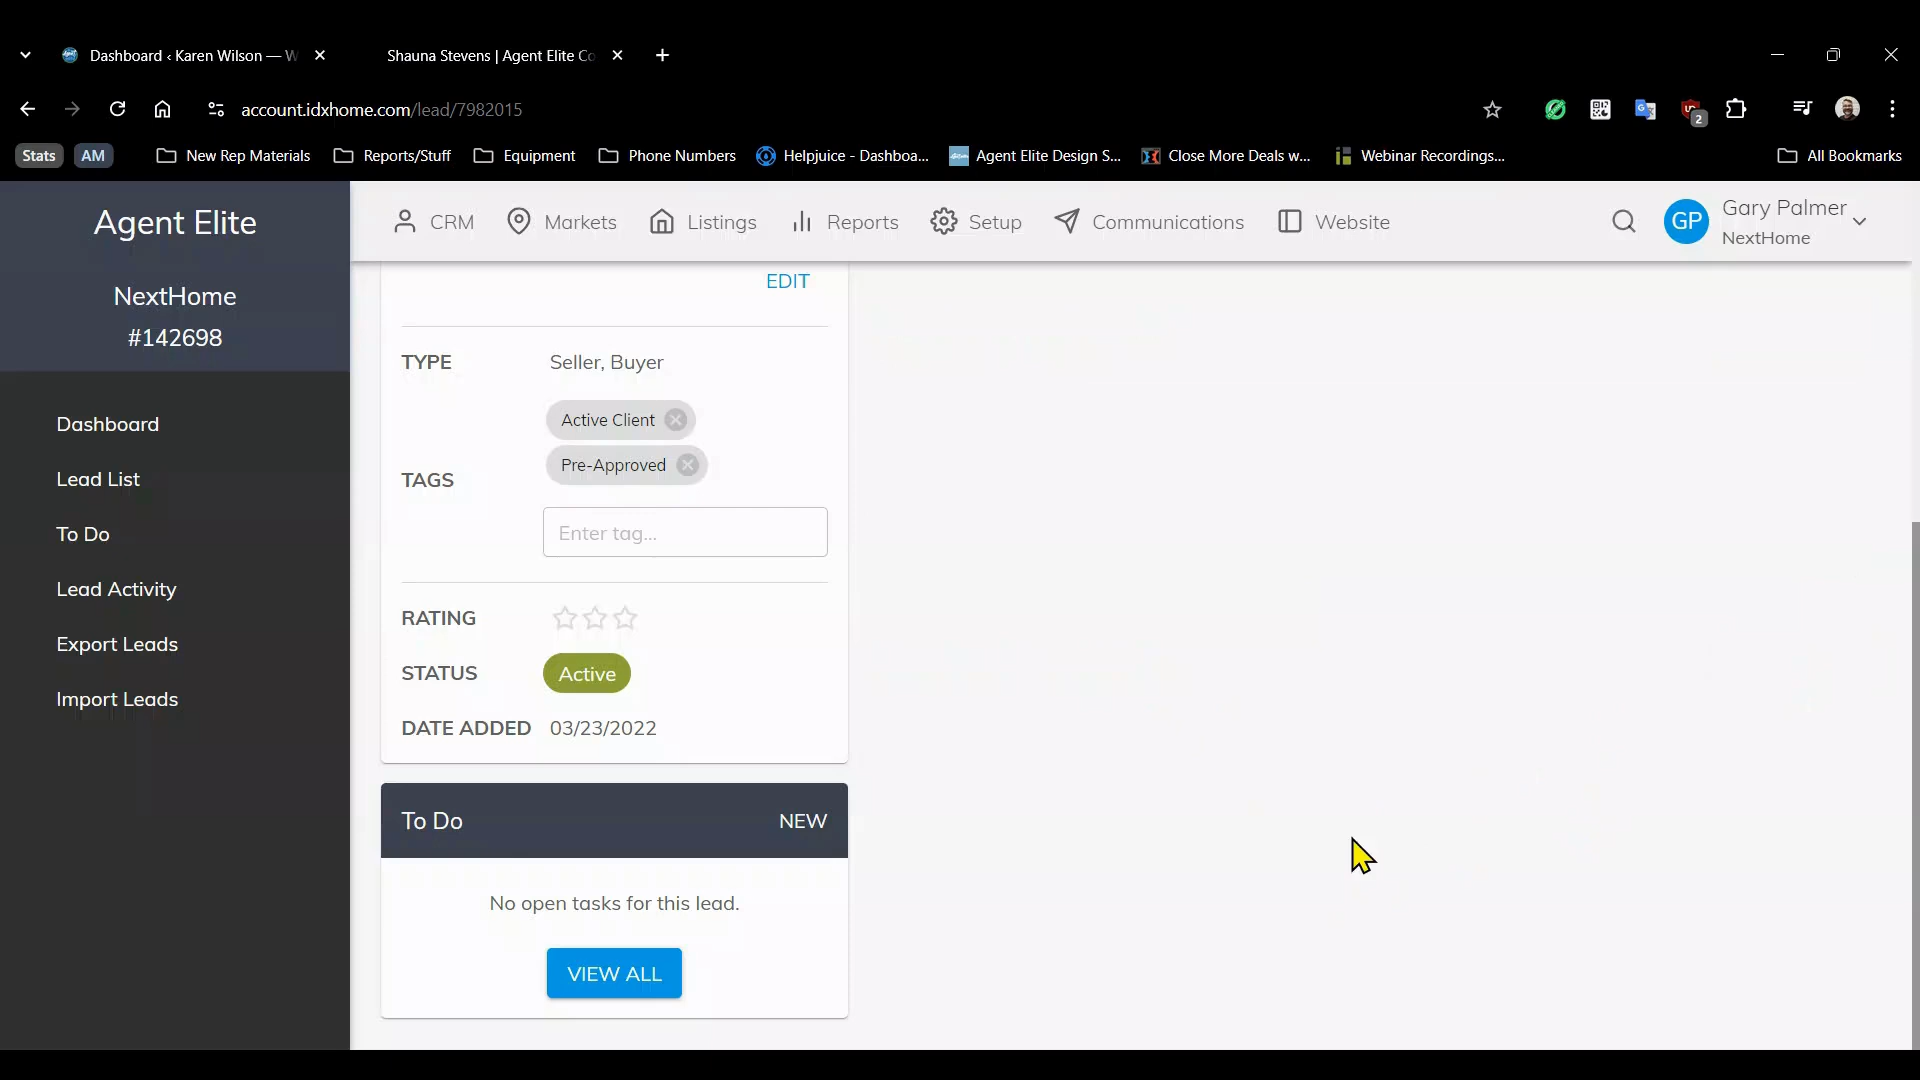 Dashboard ‹ Karen Wilson — W
Shauna Stevens | Agent Elite Co
account.idxhome.com/lead/7982015
2
Stats
AM
New Rep Materials
Reports/Stuff
Equipment
Phone Numbers
Helpjuice - Dashboa...
Agent Elite Design S...
Close More Deals w...
Webinar Recordings...
All Bookmarks
Agent Elite
NextHome
#142698
Dashboard
Lead List
To Do
Lead Activity
Export Leads
Import Leads
CRM
Markets
Listings
Reports
Setup
Communications
Website
GP
Gary Palmer
NextHome
EDIT
TYPE
Seller, Buyer
TAGS
Active Client
Pre-Approved
Enter tag...
RATING
STATUS
Active
DATE ADDED
03/23/2022
To Do
NEW
No open tasks for this lead.
VIEW ALL